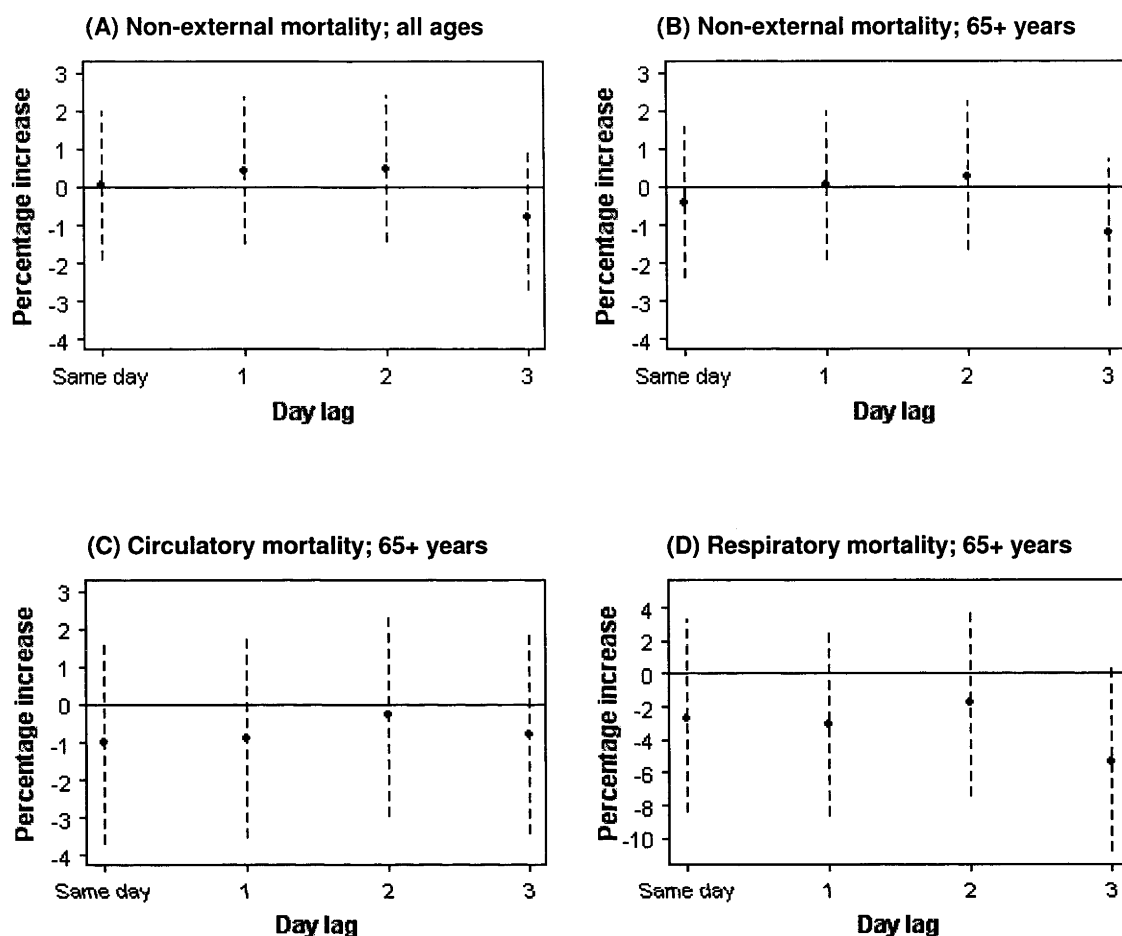 (A) Non-external mortality; all ages
Percentage increase
3
2
1
0
-1
-2
-3
-4
Same day 1 2 3
Day lag
(B) Non-external mortality; 65+ years
Percentage increase
3
2
1
0
-1
-2
-3
-4
Same day 1 2 3
Day lag
(C) Circulatory mortality; 65+ years
Percentage increase
3
2
1
0
-1
-2
-3
-4
Same day 1 2 3
Day lag
(D) Respiratory mortality; 65+ years
Percentage increase
4
2
0
-2
-4
-6
-8
-10
Same day 1 2 3
Day lag